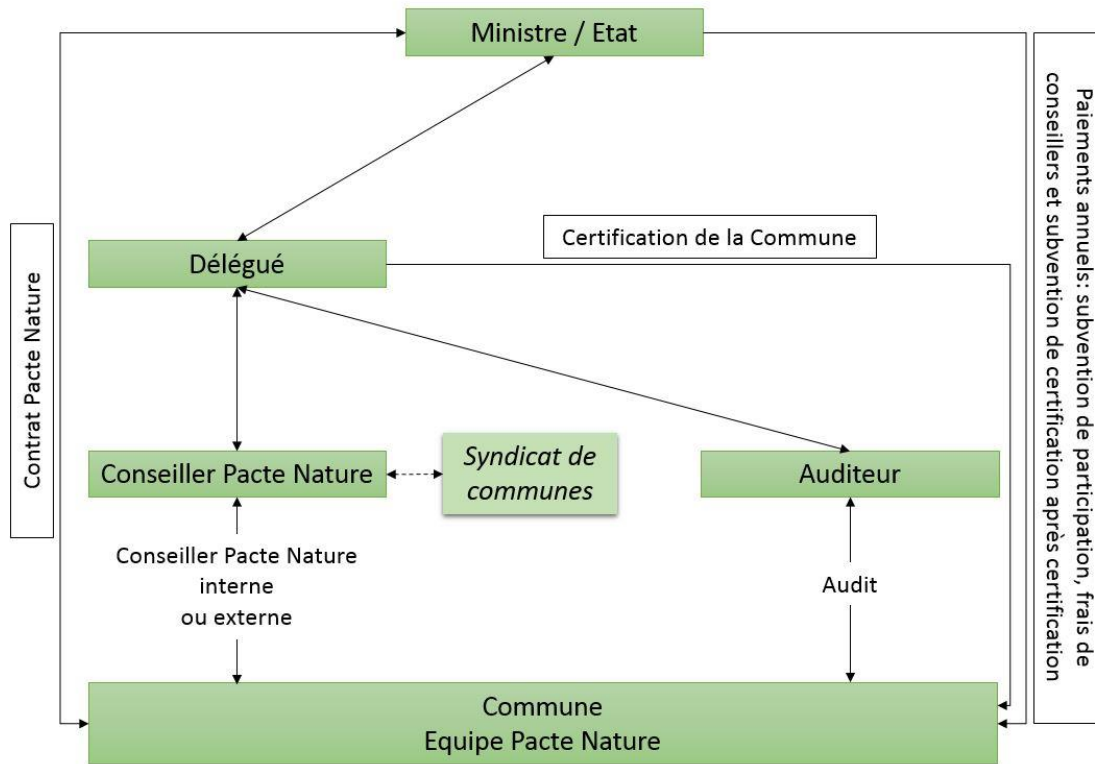 Ministre / Etat
Paiements annuels: subvention de participation, frais de
conseillers et subvention de certification après certification
Contrat Pacte Nature
Certification de la Commune
Délégué
Conseiller Pacte Nature
Syndicat de
communes
Auditeur
Conseiller Pacte Nature
interne
ou externe
Audit
Commune
Equipe Pacte Nature